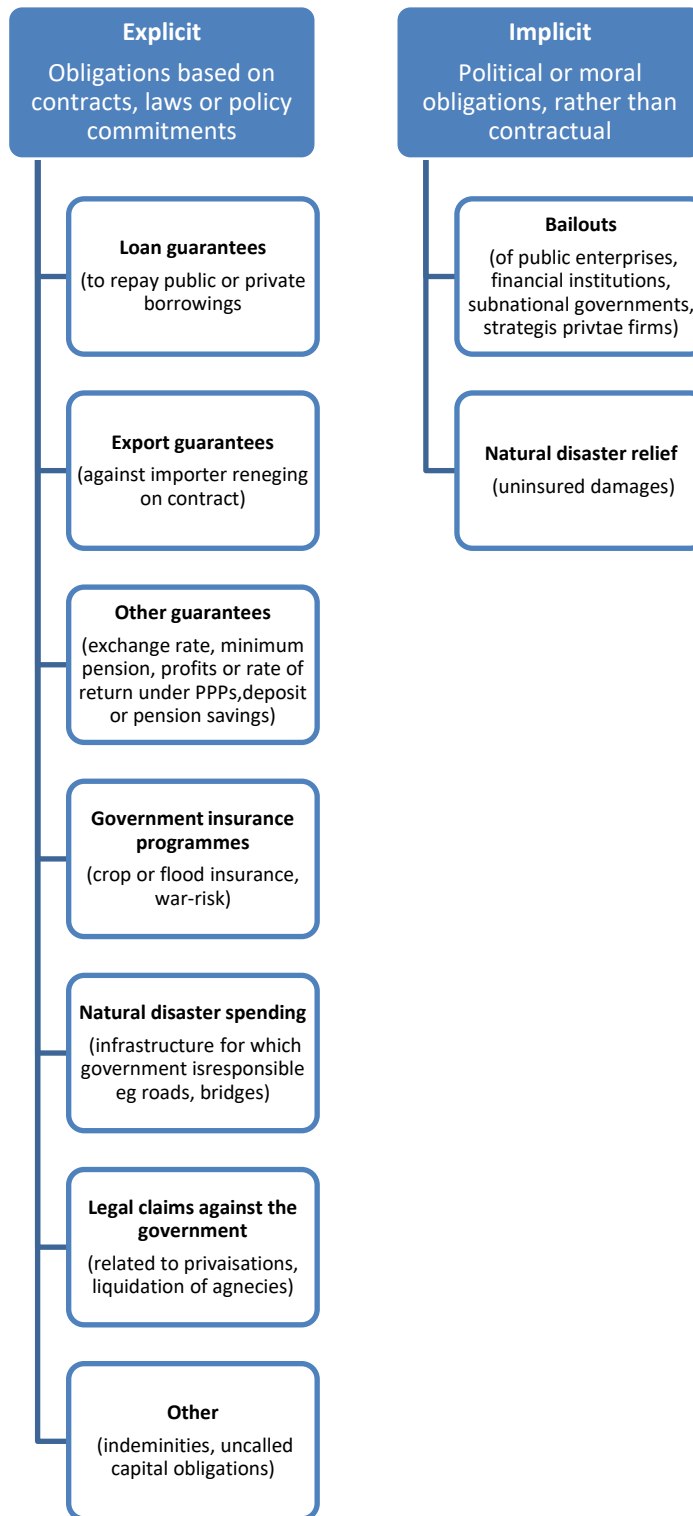 Explicit
Obligations based on
contracts, laws or policy
commitments
Loan guarantees
(to repay public or private
borrowings
Export guarantees
(against importer reneging
on contract)
Other guarantees
(exchange rate, minimum
pension, profits or rate of
return under PPPs,deposit
or pension savings)
Government insurance
programmes
(crop or flood insurance,
war-risk)
Natural disaster spending
(infrastructure for which
government isresponsible
eg roads, bridges)
Legal claims against the
government
(related to privaisations,
liquidation of agnecies)
Other
(indeminities, uncalled
capital obligations)
Implicit
Political or moral
obligations, rather than
contractual
Bailouts
(of public enterprises,
financial institutions,
subnational governments,
strategis privtae firms)
Natural disaster relief
(uninsured damages)